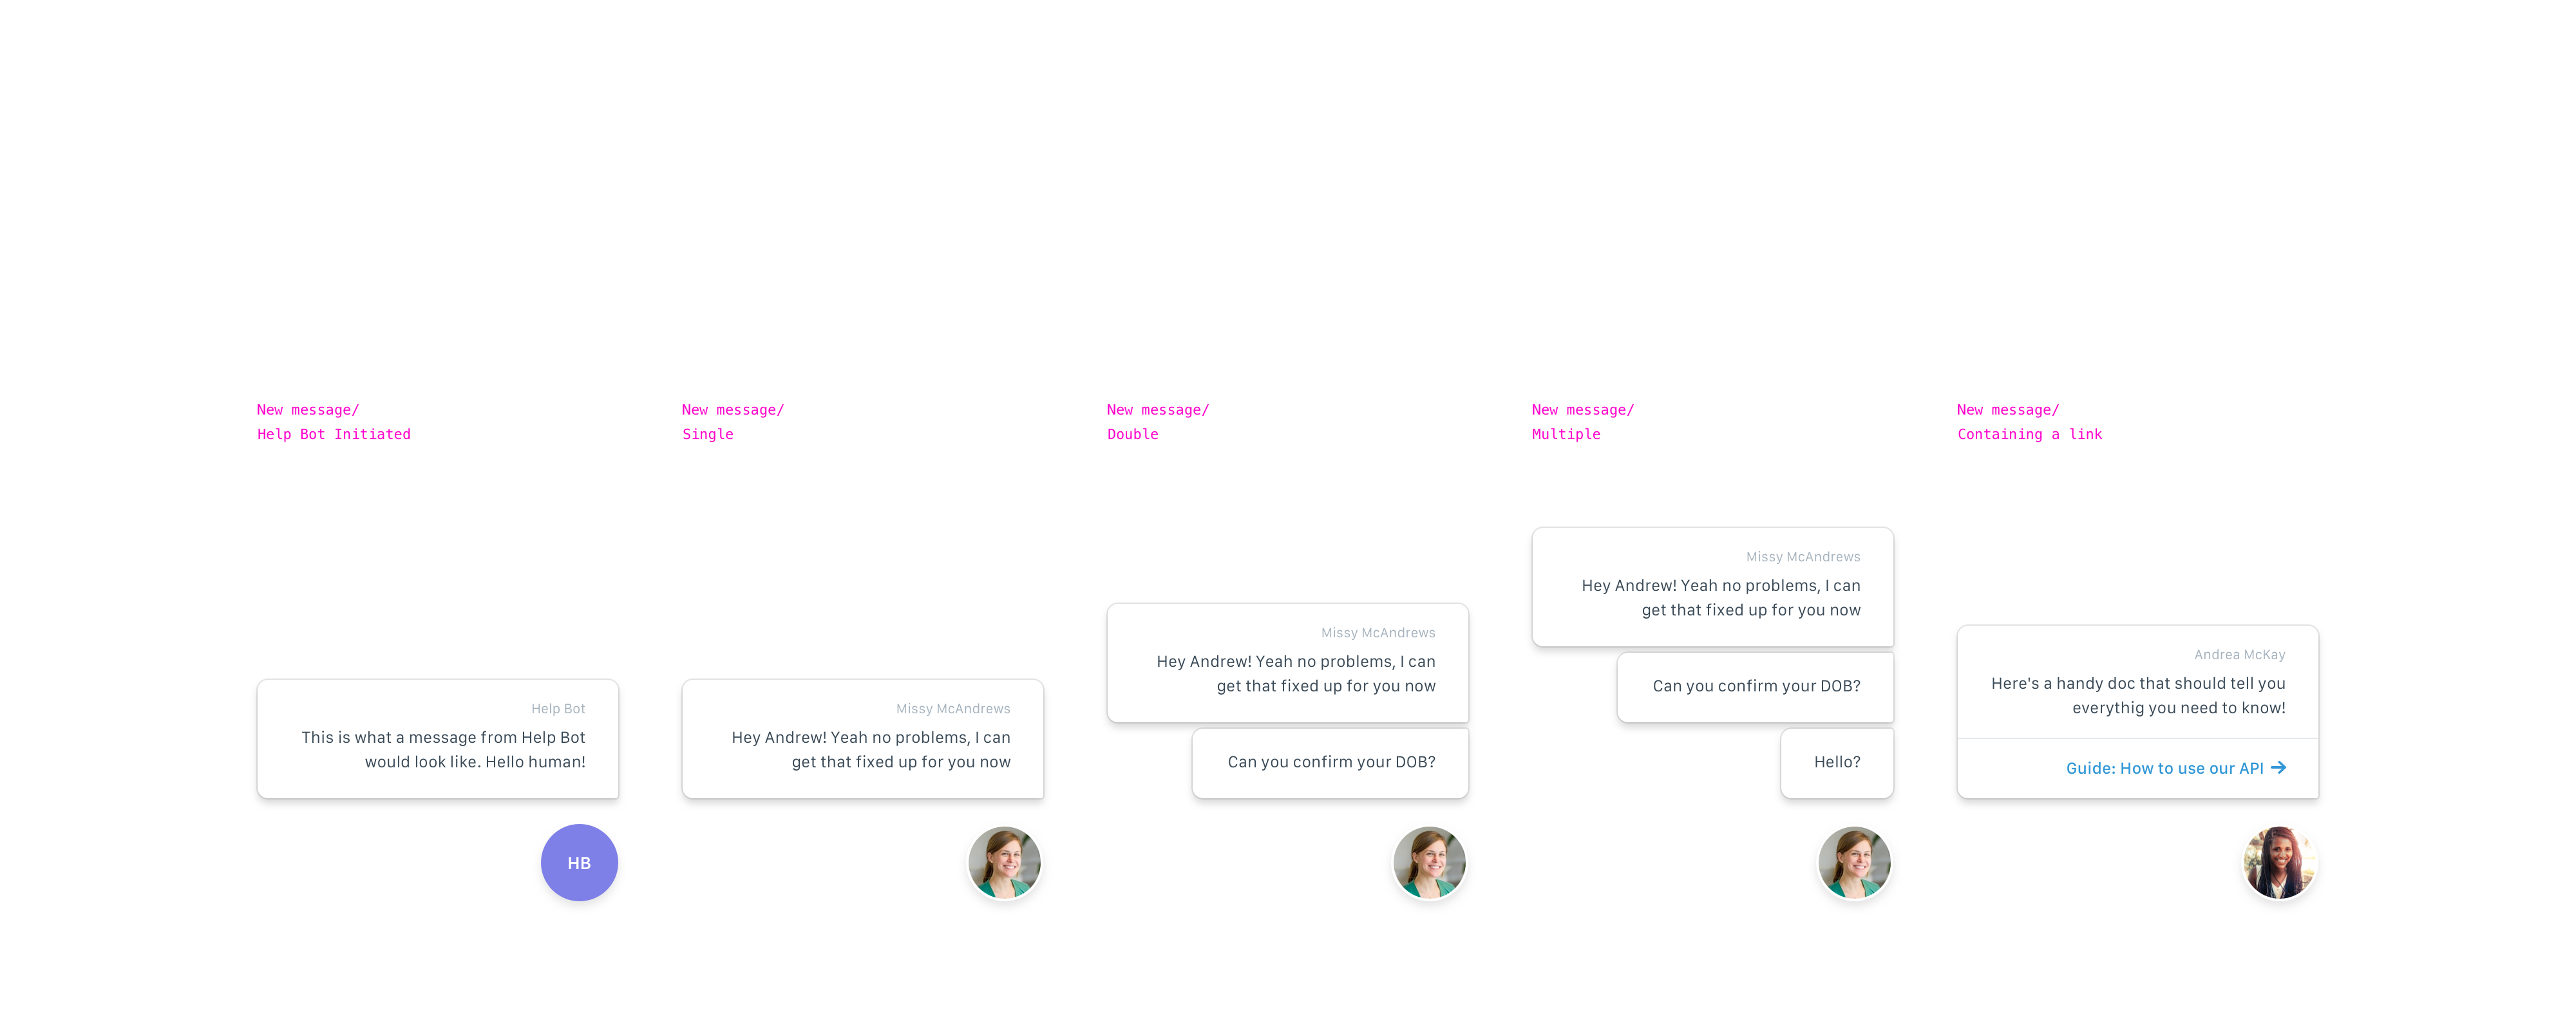 New message/
Help Bot Initiated
Help Bot
This is what a message from Help Bot
would look like. Hello human!
HB
New message/
Single
Missy McAndrews
Hey Andrew! Yeah no problems, I can
get that fixed up for you now
New message/
Double
Missy McAndrews
Hey Andrew! Yeah no problems, I can
get that fixed up for you now
Can you confirm your DOB?
New message/
Multiple
Missy McAndrews
Hey Andrew! Yeah no problems, I can
get that fixed up for you now
Can you confirm your DOB?
Hello?
New message/
Containing a link
Andrea McKay
Here's a handy doc that should tell you
everythig you need to know!
Guide: How to use our API →